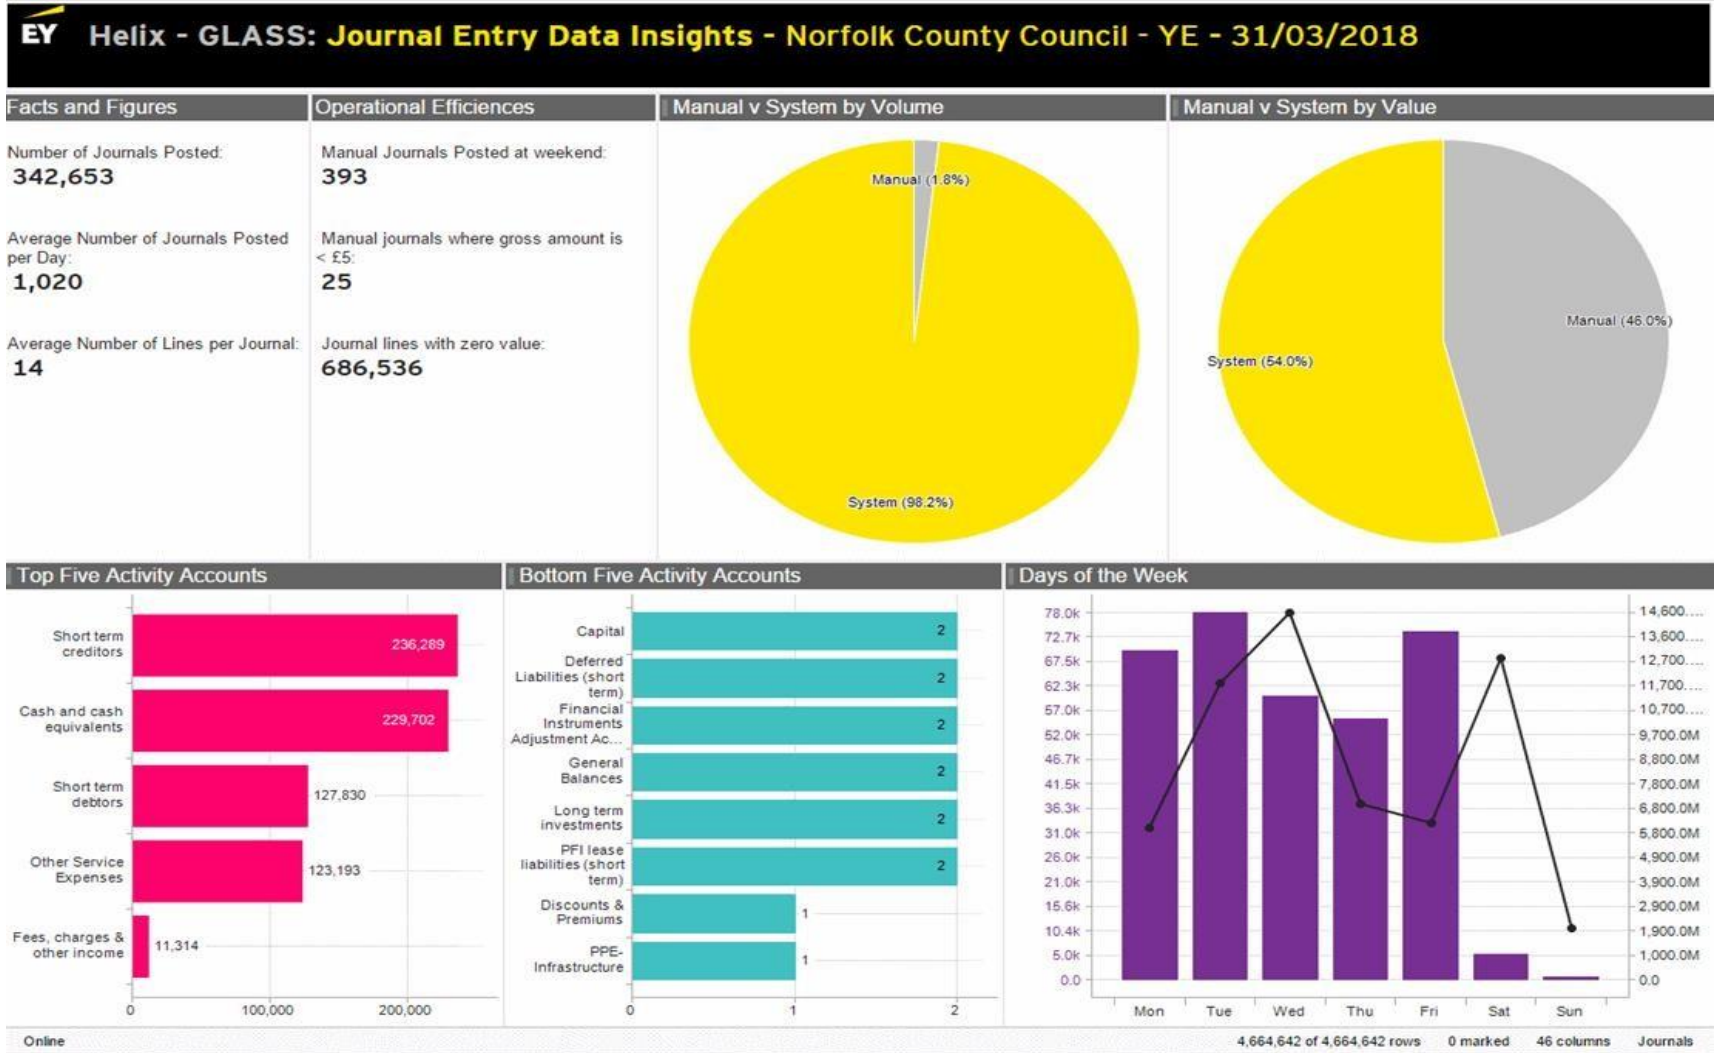 EY
Helix - GLASS: Journal Entry Data Insights - Norfolk County Council - YE - 31/03/2018
Facts and Figures
Number of Journals Posted:
342,653
Average Number of Journals Posted
per Day:
1,020
Average Number of Lines per Journal:
14
Operational Efficiences
Manual Journals Posted at weekend:
393
Manual journals where gross amount is
< £5:
25
Journal lines with zero value:
686,536
Manual v System by Volume
Manual (1.8%)
System (98.2%)
Manual v System by Value
Manual (46.0%)
System (54.0%)
Top Five Activity Accounts
Short term
creditors
236,289
Cash and cash
equivalents
229,702
Short term
debtors
127,830
Other Service
Expenses
123,193
Fees, charges &
other income
11,314
0
100,000
200,000
Bottom Five Activity Accounts
Capital
2
Deferred
Liabilities (short
term)
2
Financial
Instruments
Adjustment Ac...
2
General
Balances
2
Long term
investments
2
PFI lease
liabilities (short
term)
2
Discounts &
Premiums
1
PPE-
Infrastructure
1
0
1
2
Days of the Week
78.0k
72.7k
67.5k
62.3k
57.0k
52.0k
46.7k
41.5k
36.3k
31.0k
26.0k
21.0k
15.6k
10.4k
5.0k
0.0
14,600....
13,600....
12,700....
11,700....
10,700....
9,700.0M
8,800.0M
7,800.0M
6,800.0M
5,800.0M
4,900.0M
3,900.0M
2,900.0M
1,900.0M
1,000.0M
0.0
Mon
Tue
Wed
Thu
Fri
Sat
Sun
Online
4,664,642 of 4,664,642 rows
0 marked
46 columns
Journals